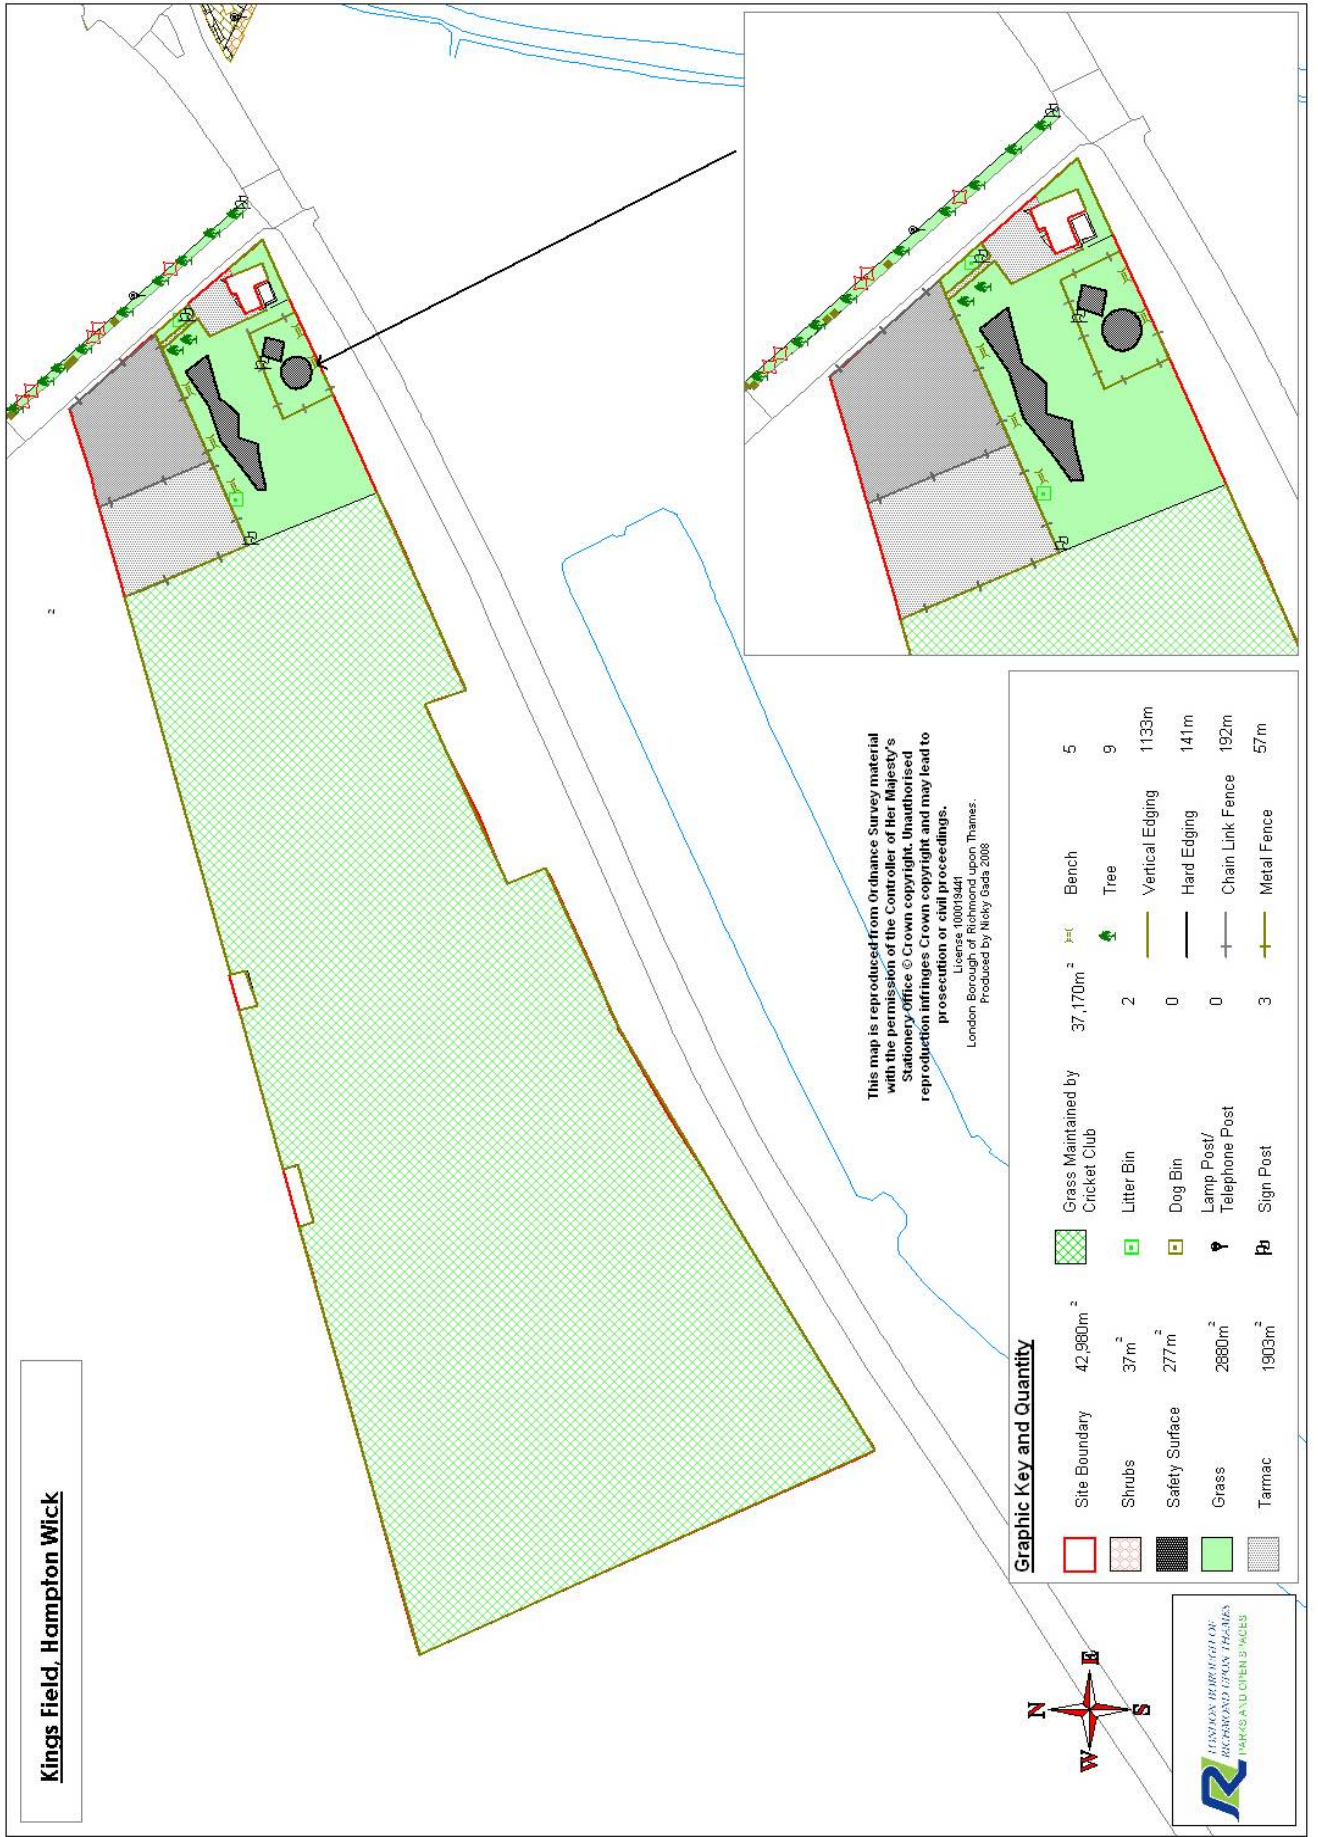 Kings Field, Hampton Wick
2
This map is reproduced from Ordnance Survey material
with the permission of the Controller of Her Majesty's
Stationery Office © Crown copyright. Unauthorised
reproduction infringes Crown copyright and may lead to
prosecution or civil proceedings.
License 100019441
London Borough of Richmond upon Thames.
Produced by Nicky Gada 2008
Graphic Key and Quantity
Site Boundary 42,980m²
Shrubs 37m²
Safety Surface 277m²
Grass 2880m²
Tarmac 1903m²
Grass Maintained by
Cricket Club 37,170m²
Litter Bin 2
Dog Bin 0
Lamp Post/
Telephone Post 0
Sign Post 3
Bench 5
Tree 9
Vertical Edging 1133m
Hard Edging 141m
Chain Link Fence 192m
Metal Fence 57m
N
W E
S
LONDON BOROUGH OF
RICHMOND UPON THAMES
PARKS AND OPEN SPACES